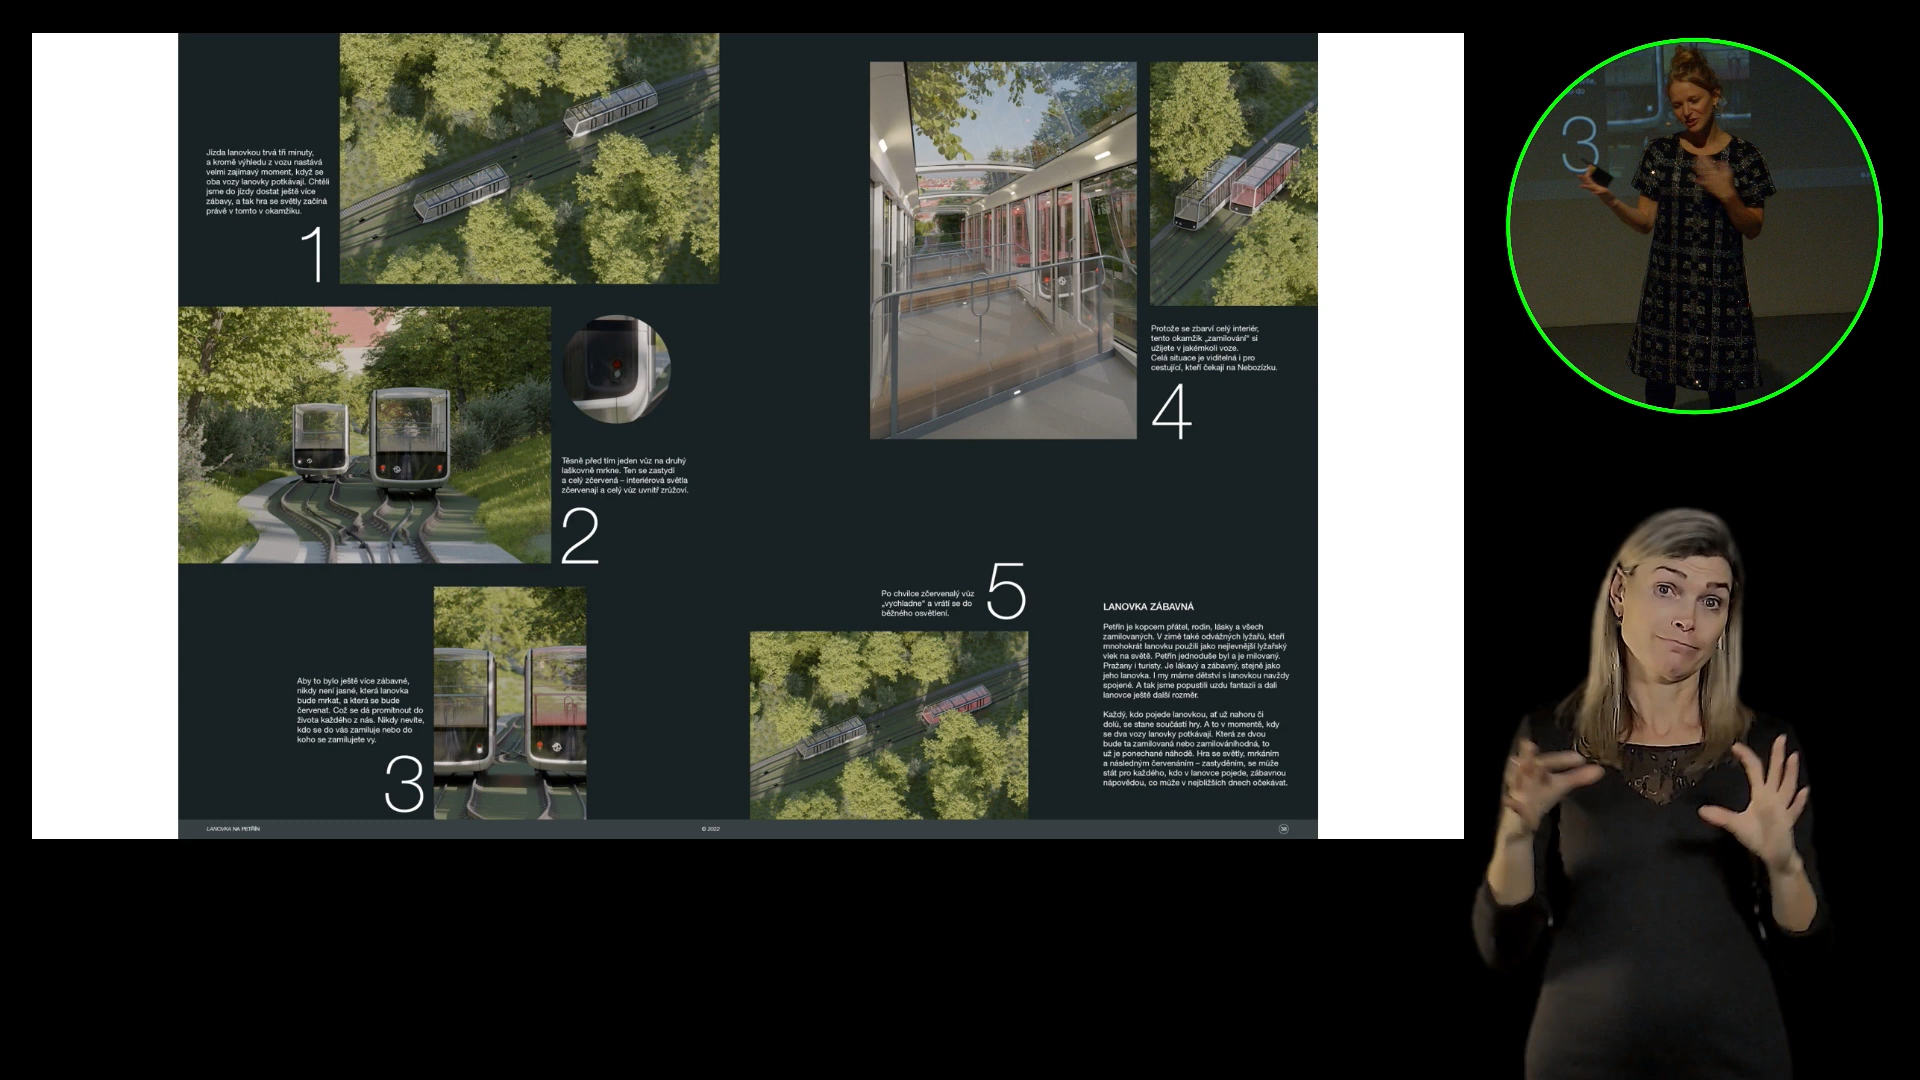 Jízda lanovkou trvá tři minuty,
a kromě výhledu z vozu nastává
velmi zajímavý moment, když se
oba vozy lanovky potkávají. Chtěli
jsme do jízdy dostat ještě více
zábavy, a tak hra se světly začíná
právě v tomto v okamžiku.
1
Těsně před tím jeden vůz na druhý
laškovně mrkne. Ten se zastydí
a celý zčervená – interiérová světla
zčervenají a celý vůz uvnitř zrůžoví.
2
Aby to bylo ještě více zábavné,
nikdy není jasné, která lanovka
bude mrkat, a která se bude
červenat. Což se dá promítnout do
života každého z nás. Nikdy nevíte,
kdo se do vás zamiluje nebo do
koho se zamilujete vy.
3
Protože se zbarví celý interiér,
tento okamžik „zamilování“ si
užijete v jakémkoli voze.
Celá situace je viditelná i pro
cestující, kteří čekají na Nebozízku.
4
5
Po chvilce zčervenalý vůz
„vychladne“ a vrátí se do
běžného osvětlení.
LANOVKA ZÁBAVNÁ
Petřín je kopcem přátel, rodin, lásky a všech
zamilovaných. V zimě také odvážných lyžařů, kteří
mnohokrát lanovku použili jako nejlevnější lyžařský
vlek na světě. Petřín jednoduše byl a je milovaný.
Pražany i turisty. Je lákavý a zábavný, stejně jako
jeho lanovka. I my máme dětství s lanovkou navždy
spojené. A tak jsme popustili uzdu fantazii a dali
lanovce ještě další rozměr.
Každý, kdo pojede lanovkou, ať už nahoru či
dolů, se stane součástí hry. A to v momentě, kdy
se dva vozy lanovky potkávají. Která ze dvou
bude ta zamilovaná nebo zamilováníhodná, to
už je ponechané náhodě. Hra se světly, mrkáním
a následným červenáním – zastyděním, se může
stát pro každého, kdo v lanovce pojede, zábavnou
nápovědou, co může v nejbližších dnech očekávat.
LANOVKA NA PETŘÍN
© 2022
38
3